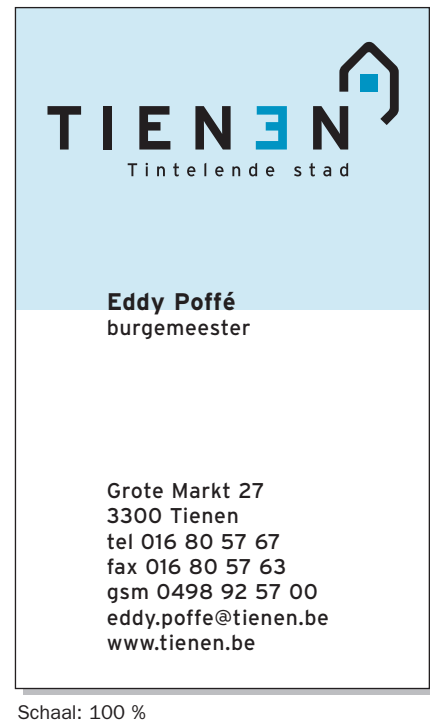 TIENEN
Tintelende stad
Eddy Poffé
burgemeester
Grote Markt 27
3300 Tienen
tel 016 80 57 67
fax 016 80 57 63
gsm 0498 92 57 00
eddy.poffe@tienen.be
www.tienen.be
Schaal: 100 %